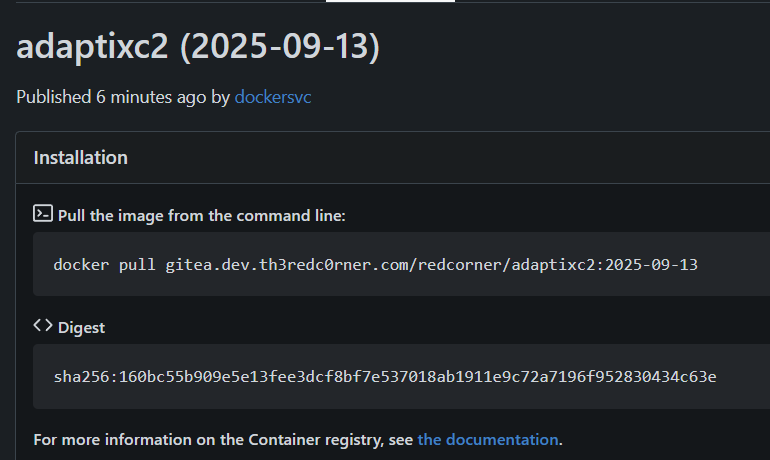 adaptixc2 (2025-09-13)
Published 6 minutes ago by dockersvc
Installation
Pull the image from the command line:
docker pull gitea.dev.th3redc0rner.com/redcorner/adaptixc2:2025-09-13
Digest
sha256:160bc55b909e5e13fee3dcf8bf7e537018ab1911e9c72a7196f952830434c63e
For more information on the Container registry, see the documentation.